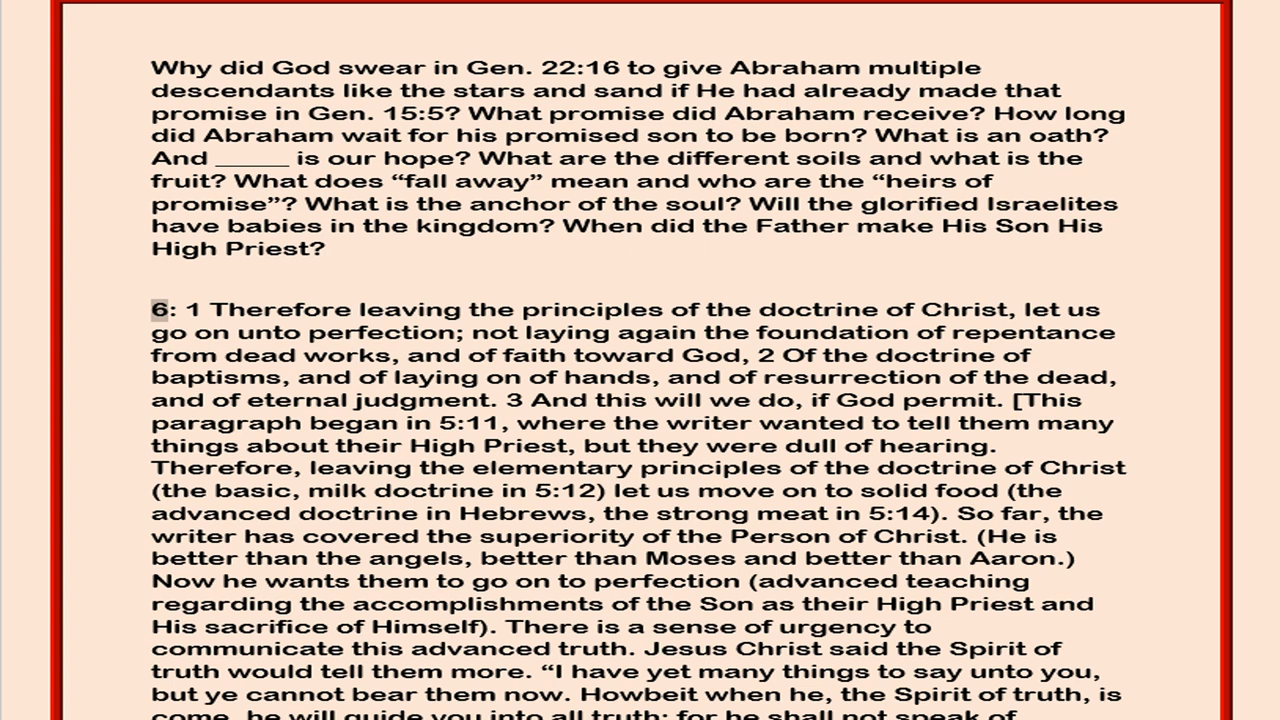 Why did God swear in Gen. 22:16 to give Abraham multiple
descendants like the stars and sand if He had already made that
promise in Gen. 15:5? What promise did Abraham receive? How long
did Abraham wait for his promised son to be born? What is an oath?
And _____ is our hope? What are the different soils and what is the
fruit? What does “fall away” mean and who are the “heirs of
promise”? What is the anchor of the soul? Will the glorified Israelites
have babies in the kingdom? When did the Father make His Son His
High Priest?
6: 1 Therefore leaving the principles of the doctrine of Christ, let us
go on unto perfection; not laying again the foundation of repentance
from dead works, and of faith toward God, 2 Of the doctrine of
baptisms, and of laying on of hands, and of resurrection of the dead,
and of eternal judgment. 3 And this will we do, if God permit. [This
paragraph began in 5:11, where the writer wanted to tell them many
things about their High Priest, but they were dull of hearing.
Therefore, leaving the elementary principles of the doctrine of Christ
(the basic, milk doctrine in 5:12) let us move on to solid food (the
advanced doctrine in Hebrews, the strong meat in 5:14). So far, the
writer has covered the superiority of the Person of Christ. (He is
better than the angels, better than Moses and better than Aaron.)
Now he wants them to go on to perfection (advanced teaching
regarding the accomplishments of the Son as their High Priest and
His sacrifice of Himself). There is a sense of urgency to
communicate this advanced truth. Jesus Christ said the Spirit of
truth would tell them more. “I have yet many things to say unto you,
but ye cannot bear them now. Howbeit when he, the Spirit of truth, is
come, he will guide you into all truth: for he shall not speak of